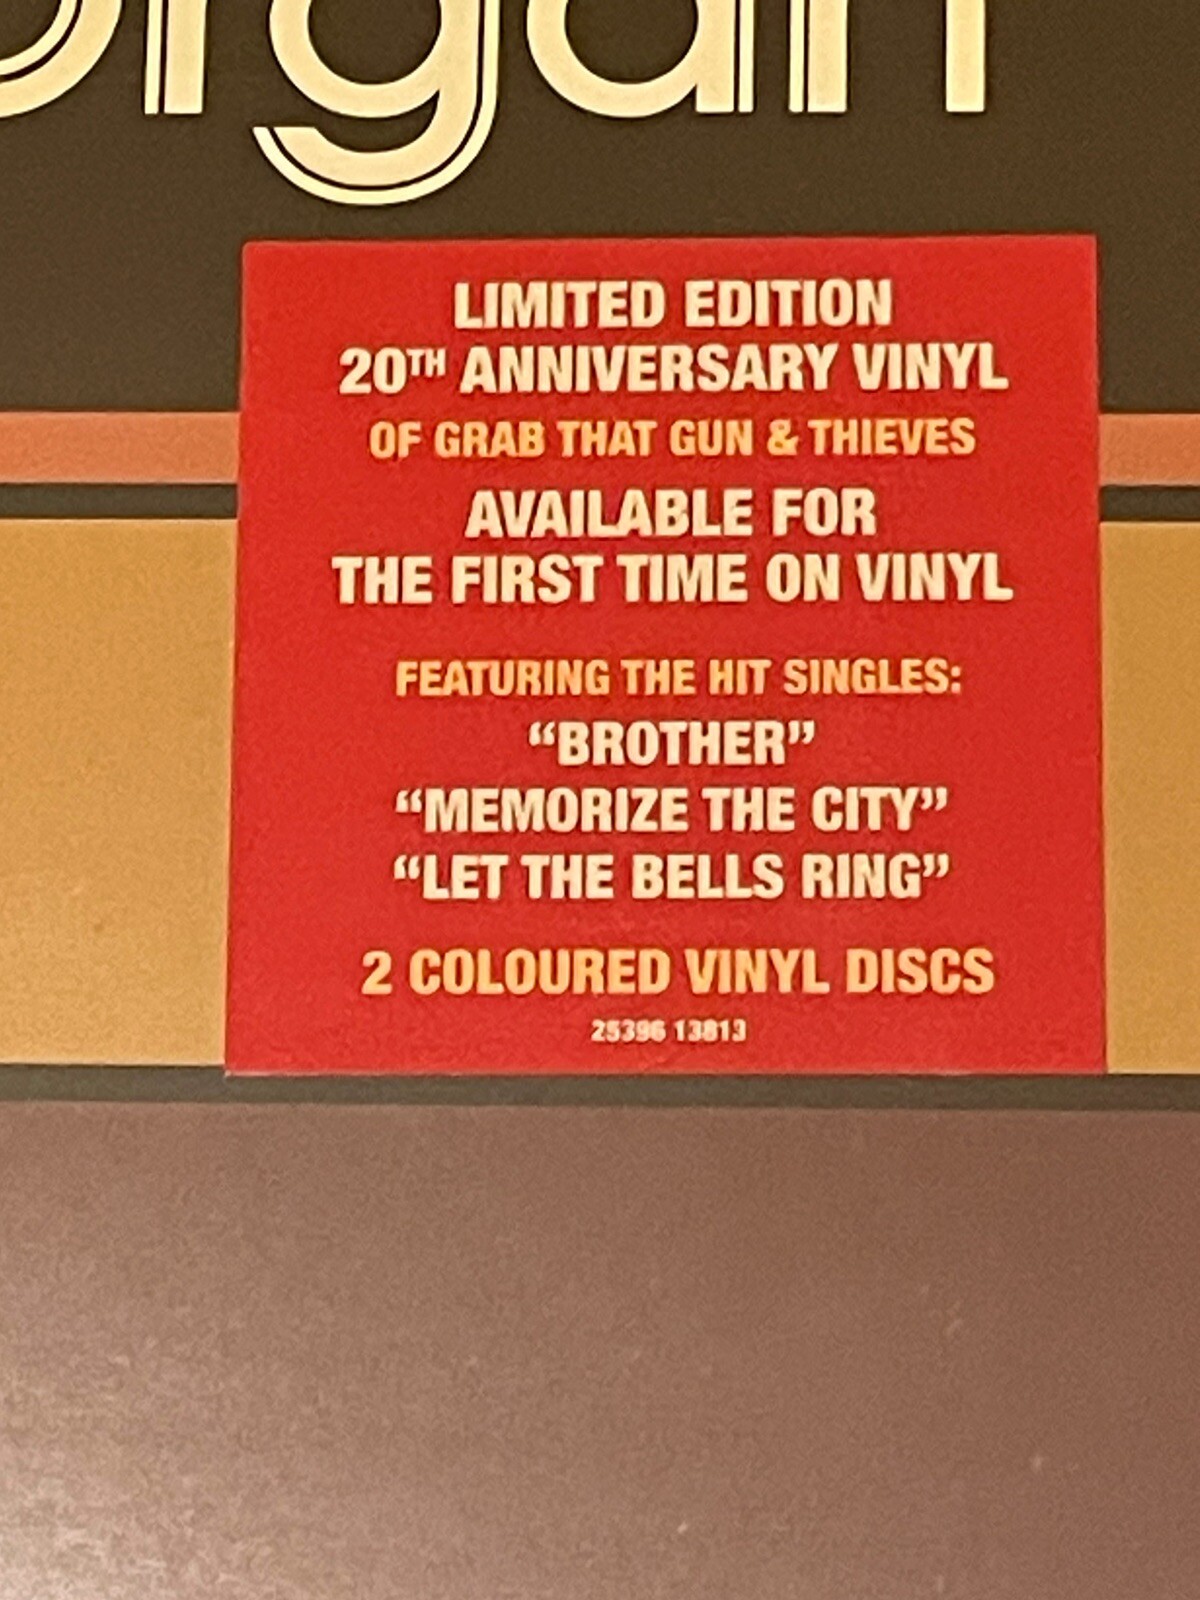 organ
LIMITED EDITION
20TH ANNIVERSARY VINYL
OF GRAB THAT GUN & THIEVES
AVAILABLE FOR
THE FIRST TIME ON VINYL
FEATURING THE HIT SINGLES:
“BROTHER”
“MEMORIZE THE CITY”
“LET THE BELLS RING”
2 COLOURED VINYL DISCS
25396 13813